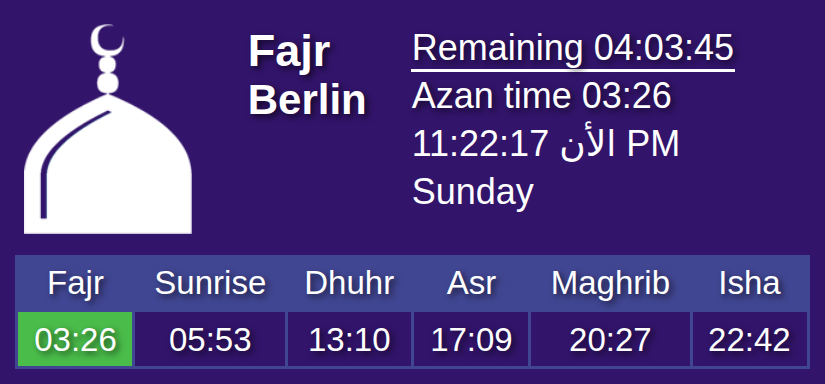 Fajr
Berlin
Remaining 04:03:45
Azan time 03:26
11:22:17 الأن PM
Sunday
Fajr Sunrise Dhuhr Asr Maghrib Isha
03:26 05:53 13:10 17:09 20:27 22:42